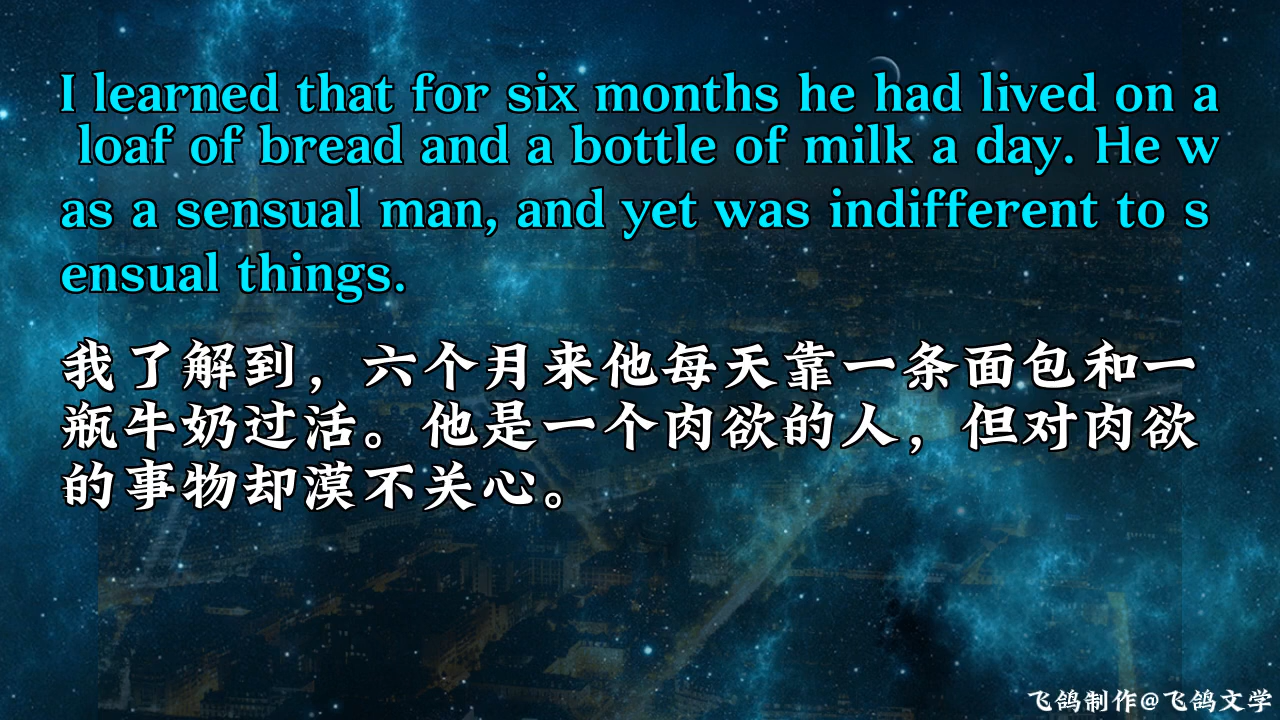 I learned that for six months he had lived on a
loaf of bread and a bottle of milk a day. He w
as a sensual man, and yet was indifferent to s
ensual things.
我了解到，六个月来他每天靠一条面包和一
瓶牛奶过活。他是一个肉欲的人，但对肉欲
的事物却漠不关心。
飞鸽制作@飞鸽文学